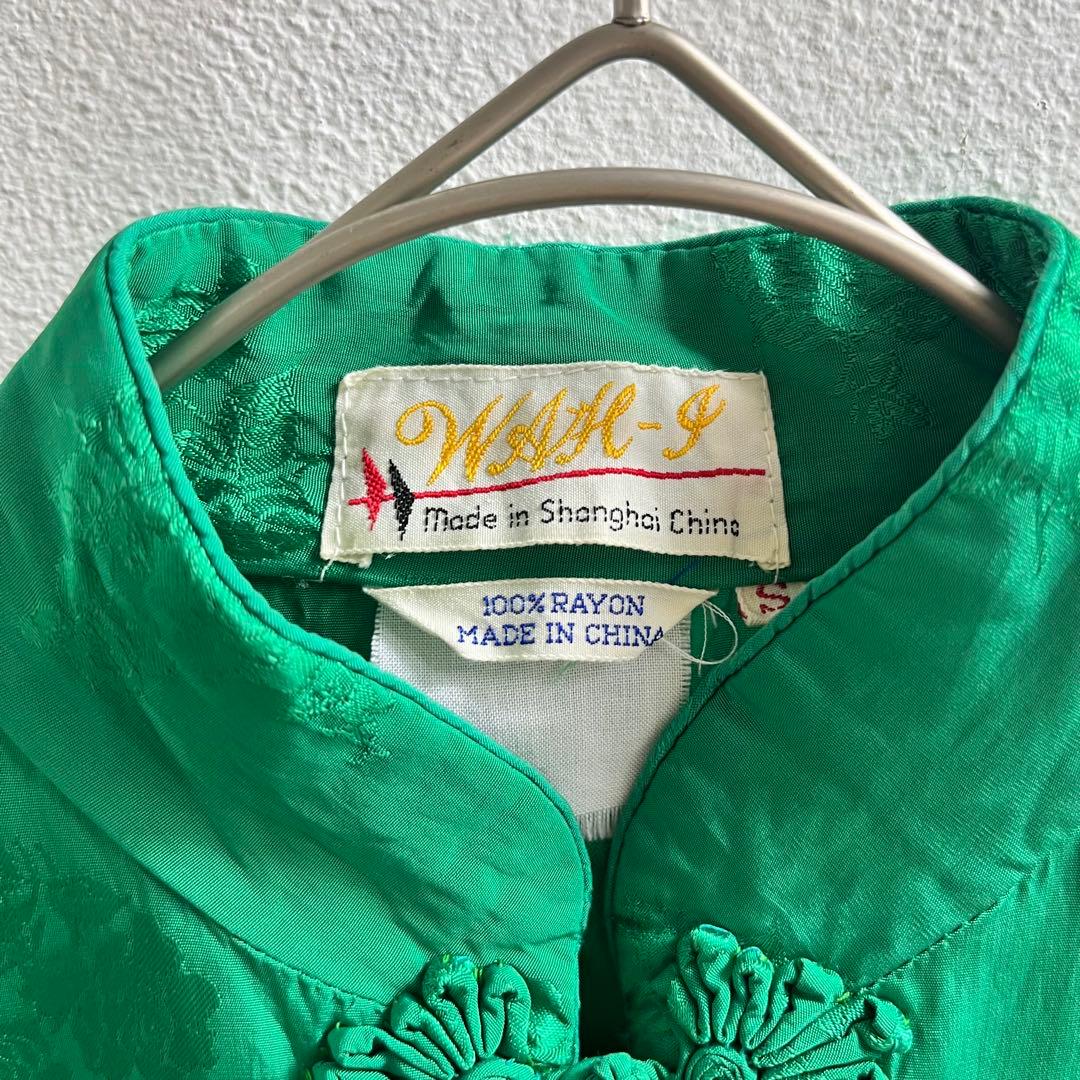 WAH-I
Made in Shanghai China
100% RAYON
MADE IN CHINA
S